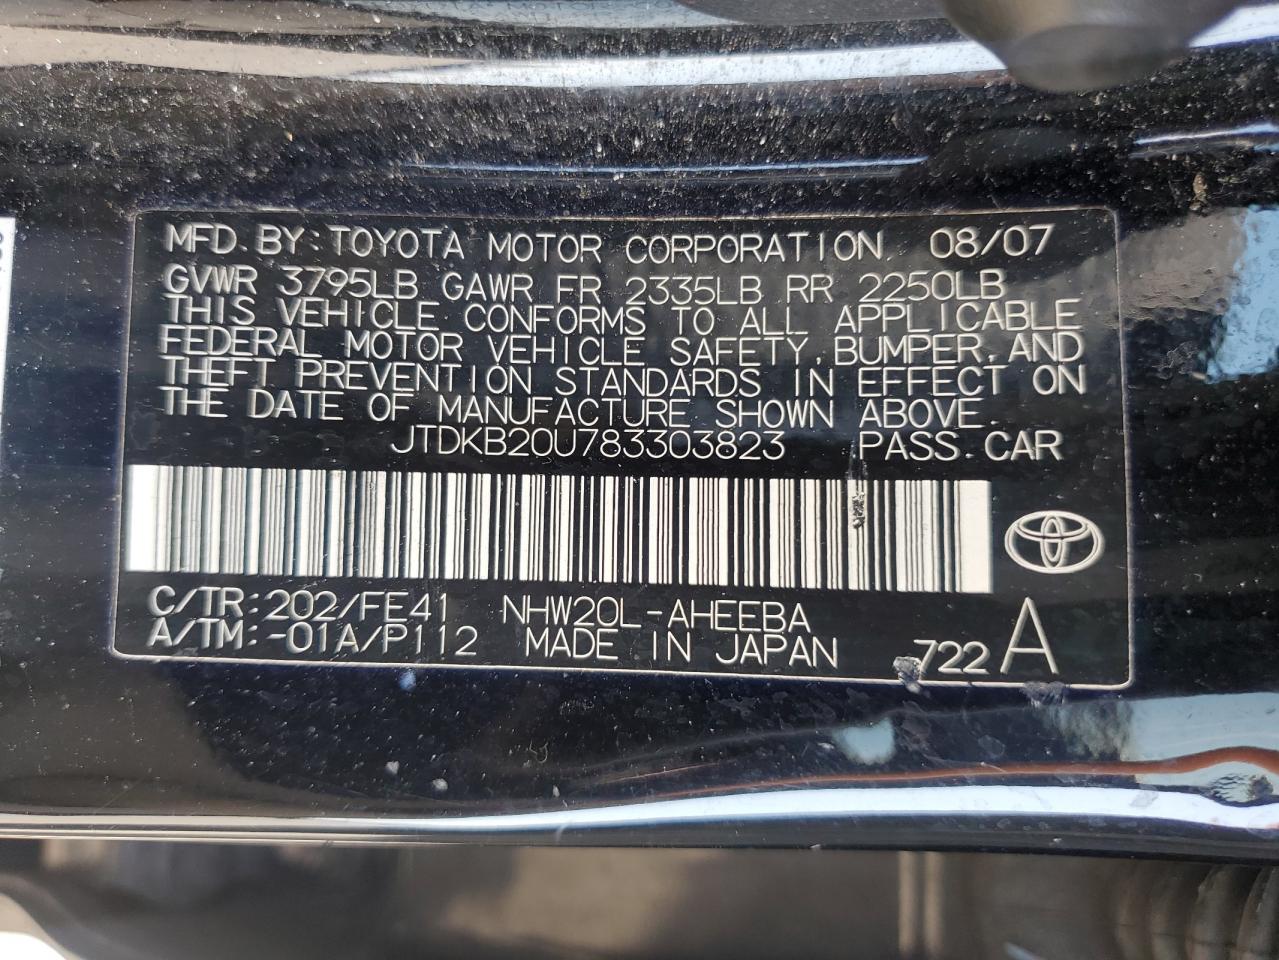 MFD.BY:TOYOTA MOTOR CORPORATION. 08/07
GVWR 3795LB GAWR FR 2335LB RR 2250LB
THIS VEHICLE CONFORMS TO ALL APPLICABLE
FEDERAL MOTOR VEHICLE SAFETY,BUMPER,AND
THEFT PREVENTION STANDARDS IN EFFECT ON
THE DATE OF MANUFACTURE SHOWN ABOVE.
JTDKB20U783303823 PASS.CAR
C/TR:202/FE41 NHW20L-AHEEBA
A/TM:-01A/P112 MADE IN JAPAN 722 A